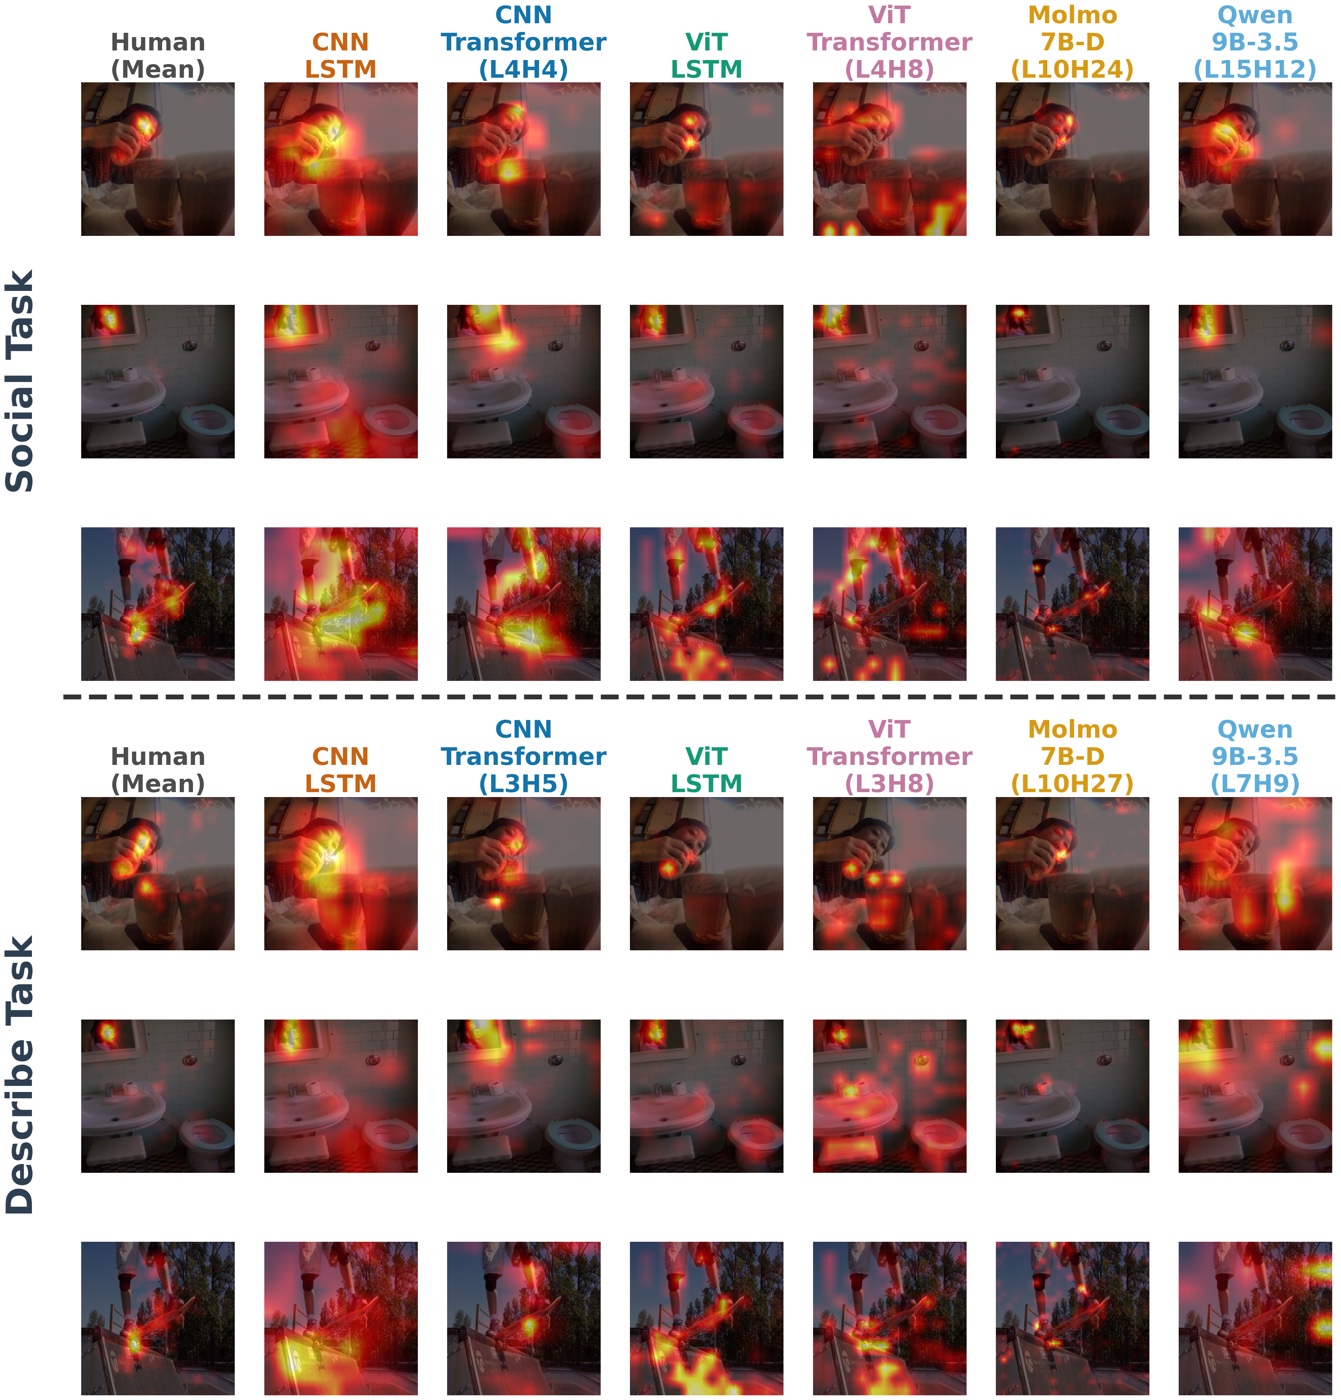 Human
(Mean)
CNN
LSTM
CNN
Transformer
(L4H4)
ViT
LSTM
ViT
Transformer
(L4H8)
Molmo
7B-D
(L10H24)
Qwen
9B-3.5
(L15H12)
Social Task
Human
(Mean)
CNN
LSTM
CNN
Transformer
(L3H5)
ViT
LSTM
ViT
Transformer
(L3H8)
Molmo
7B-D
(L10H27)
Qwen
9B-3.5
(L7H9)
Describe Task